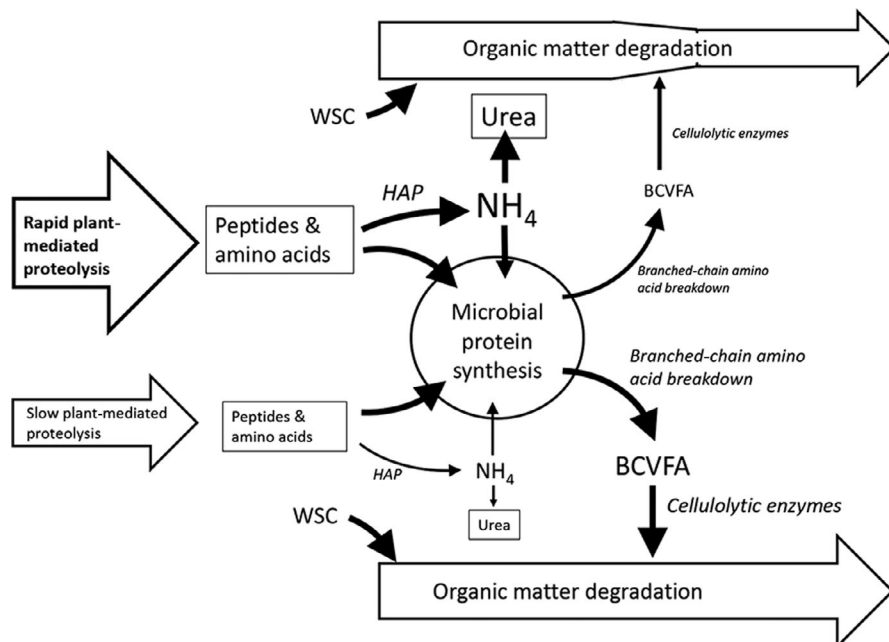 Organic matter degradation
WSC
Urea
Cellulolytic enzymes
HAP
NH4
BCVFA
Rapid plant-
mediated
proteolysis
Peptides &
amino acids
Branched-chain amino
acid breakdown
Microbial
protein
synthesis
Branched-chain amino
acid breakdown
Slow plant-mediated
proteolysis
Peptides &
amino acids
HAP
NH4
BCVFA
WSC
Urea
Cellulolytic enzymes
Organic matter degradation